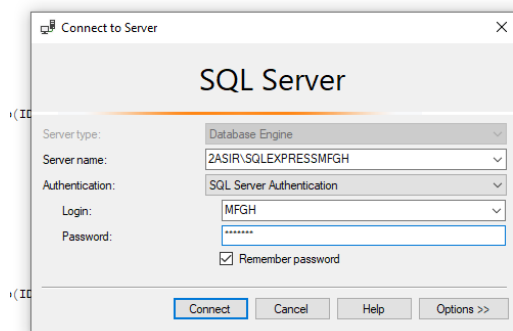 Connect to Server
SQL Server
Server type: Database Engine
Server name: 2ASIR\SQLEXPRESSMFGH
Authentication: SQL Server Authentication
Login: MFGH
Password: *******
Remember password
Connect Cancel Help Options >>